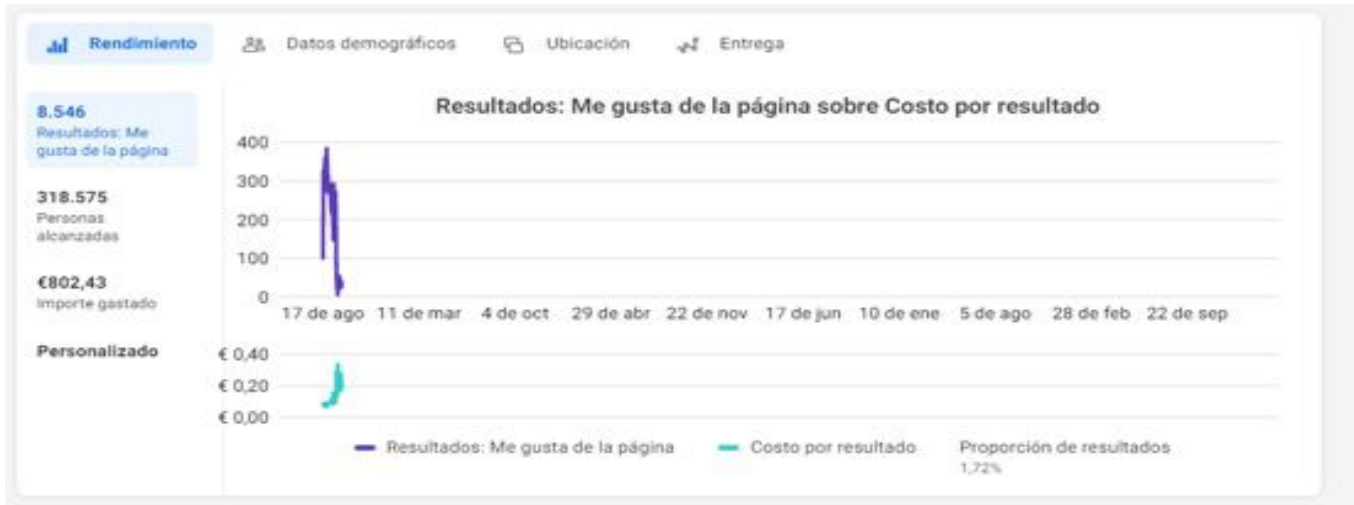 Rendimiento
Datos demográficos
Ubicación
Entrega
8.546
Resultados: Me
gusta de la página
318.575
Personas
alcanzadas
€802,43
Importe gastado
Personalizado
Resultados: Me gusta de la página sobre Costo por resultado
400
300
200
100
0
17 de ago 11 de mar 4 de oct 29 de abr 22 de nov 17 de jun 10 de ene 5 de ago 28 de feb 22 de sep
€ 0,40
€ 0,20
€ 0,00
Resultados: Me gusta de la página
Costo por resultado
Proporción de resultados
1,72%